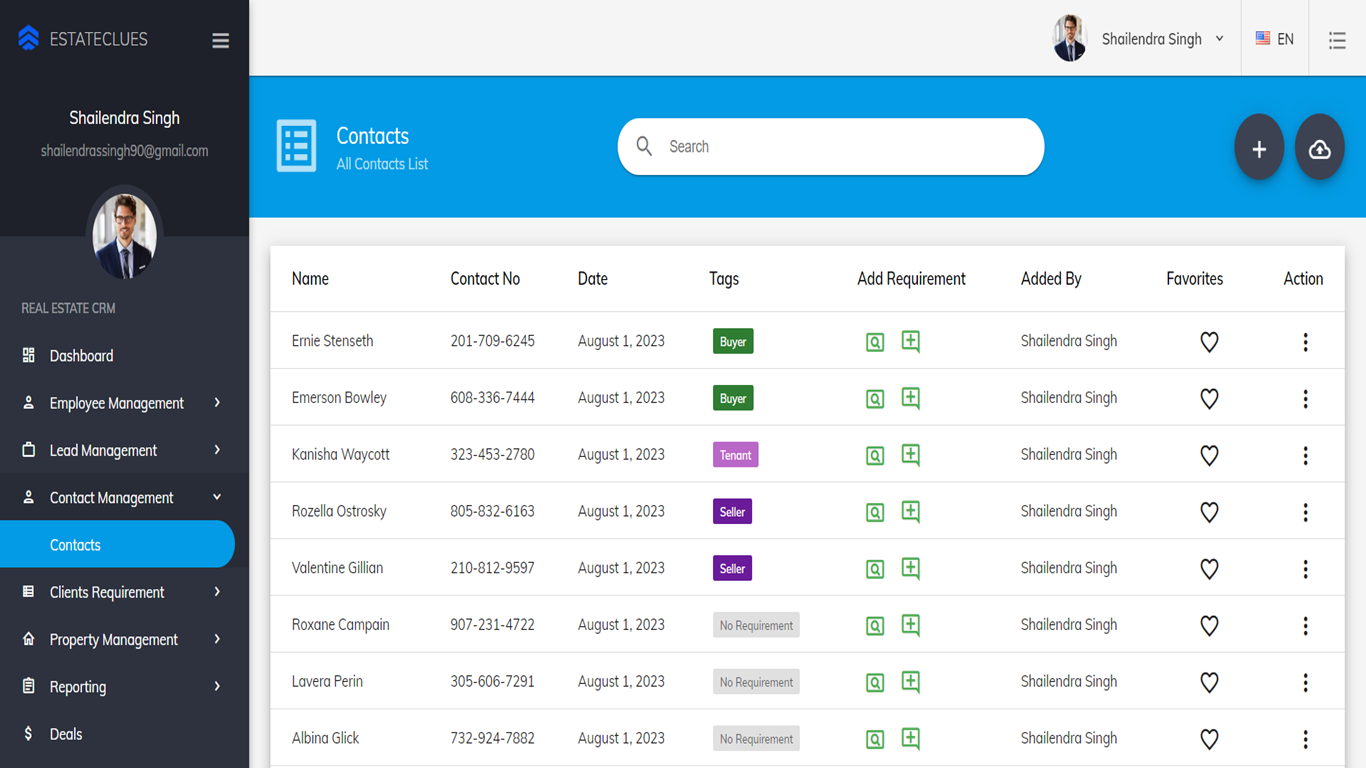 ESTATECLUES
Shailendra Singh
EN
Shailendra Singh
shailendrassingh90@gmail.com
Contacts
All Contacts List
Search
REAL ESTATE CRM
Dashboard
Employee Management
Lead Management
Contact Management
Contacts
Clients Requirement
Property Management
Reporting
$ Deals
Name Contact No Date Tags Add Requirement Added By Favorites Action
Ernie Stenseth 201-709-6245 August 1, 2023 Buyer Shailendra Singh
Emerson Bowley 608-336-7444 August 1, 2023 Buyer Shailendra Singh
Kanisha Waycott 323-453-2780 August 1, 2023 Tenant Shailendra Singh
Rozella Ostrosky 805-832-6163 August 1, 2023 Seller Shailendra Singh
Valentine Gillian 210-812-9597 August 1, 2023 Seller Shailendra Singh
Roxane Campain 907-231-4722 August 1, 2023 No Requirement Shailendra Singh
Lavera Perin 305-606-7291 August 1, 2023 No Requirement Shailendra Singh
Albina Glick 732-924-7882 August 1, 2023 No Requirement Shailendra Singh